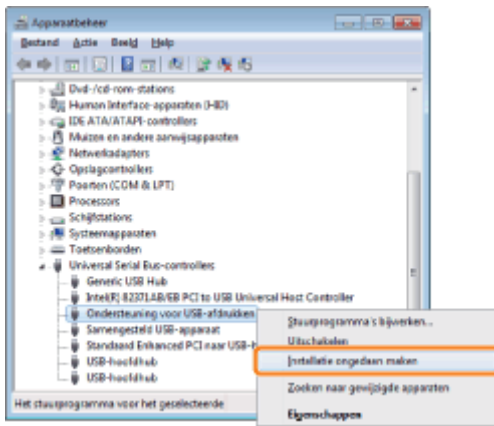 Apparaatbeheer
Bestand Actie Beeld Help
Dvd-/cd-rom-stations
Human Interface-apparaten (HID)
IDE ATA/ATAPI-controllers
Muizen en andere aanwijsapparaten
Netwerkadapters
Opslagcontrollers
Poorten (COM & LPT)
Processors
Schijfstations
Systeemapparaten
Toetsenborden
Universal Serial Bus-controllers
Generic USB Hub
Intel(R) 82371AB/EB PCI to USB Universal Host Controller
Ondersteuning voor USB-afdrukken
Stuurprogramma's bijwerken...
Samengesteld USB-apparaat
Uitschakelen
Standaard Enhanced PCI naar USB-h
Installatie ongedaan maken
USB-hoofdhub
USB-hoofdhub
Zoeken naar gewijzigde apparaten
Het stuurprogramma voor het geselecteerde
Eigenschappen